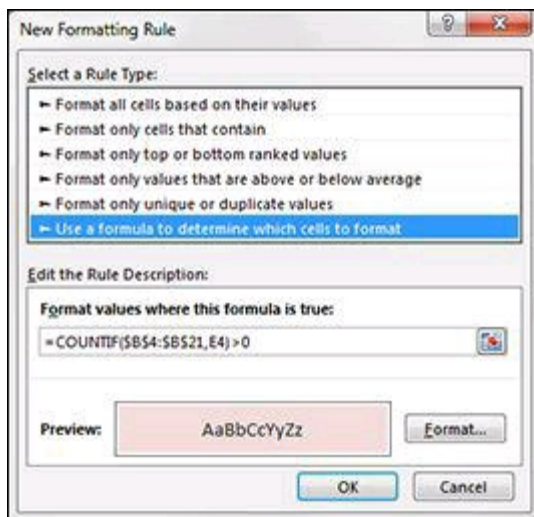 New Formatting Rule
Select a Rule Type:
► Format all cells based on their values
► Format only cells that contain
► Format only top or bottom ranked values
► Format only values that are above or below average
► Format only unique or duplicate values
► Use a formula to determine which cells to format
Edit the Rule Description:
Format values where this formula is true:
=COUNTIF($B$4:$B$21,E4)>0
Preview: AaBbCcYyZz Format...
OK Cancel